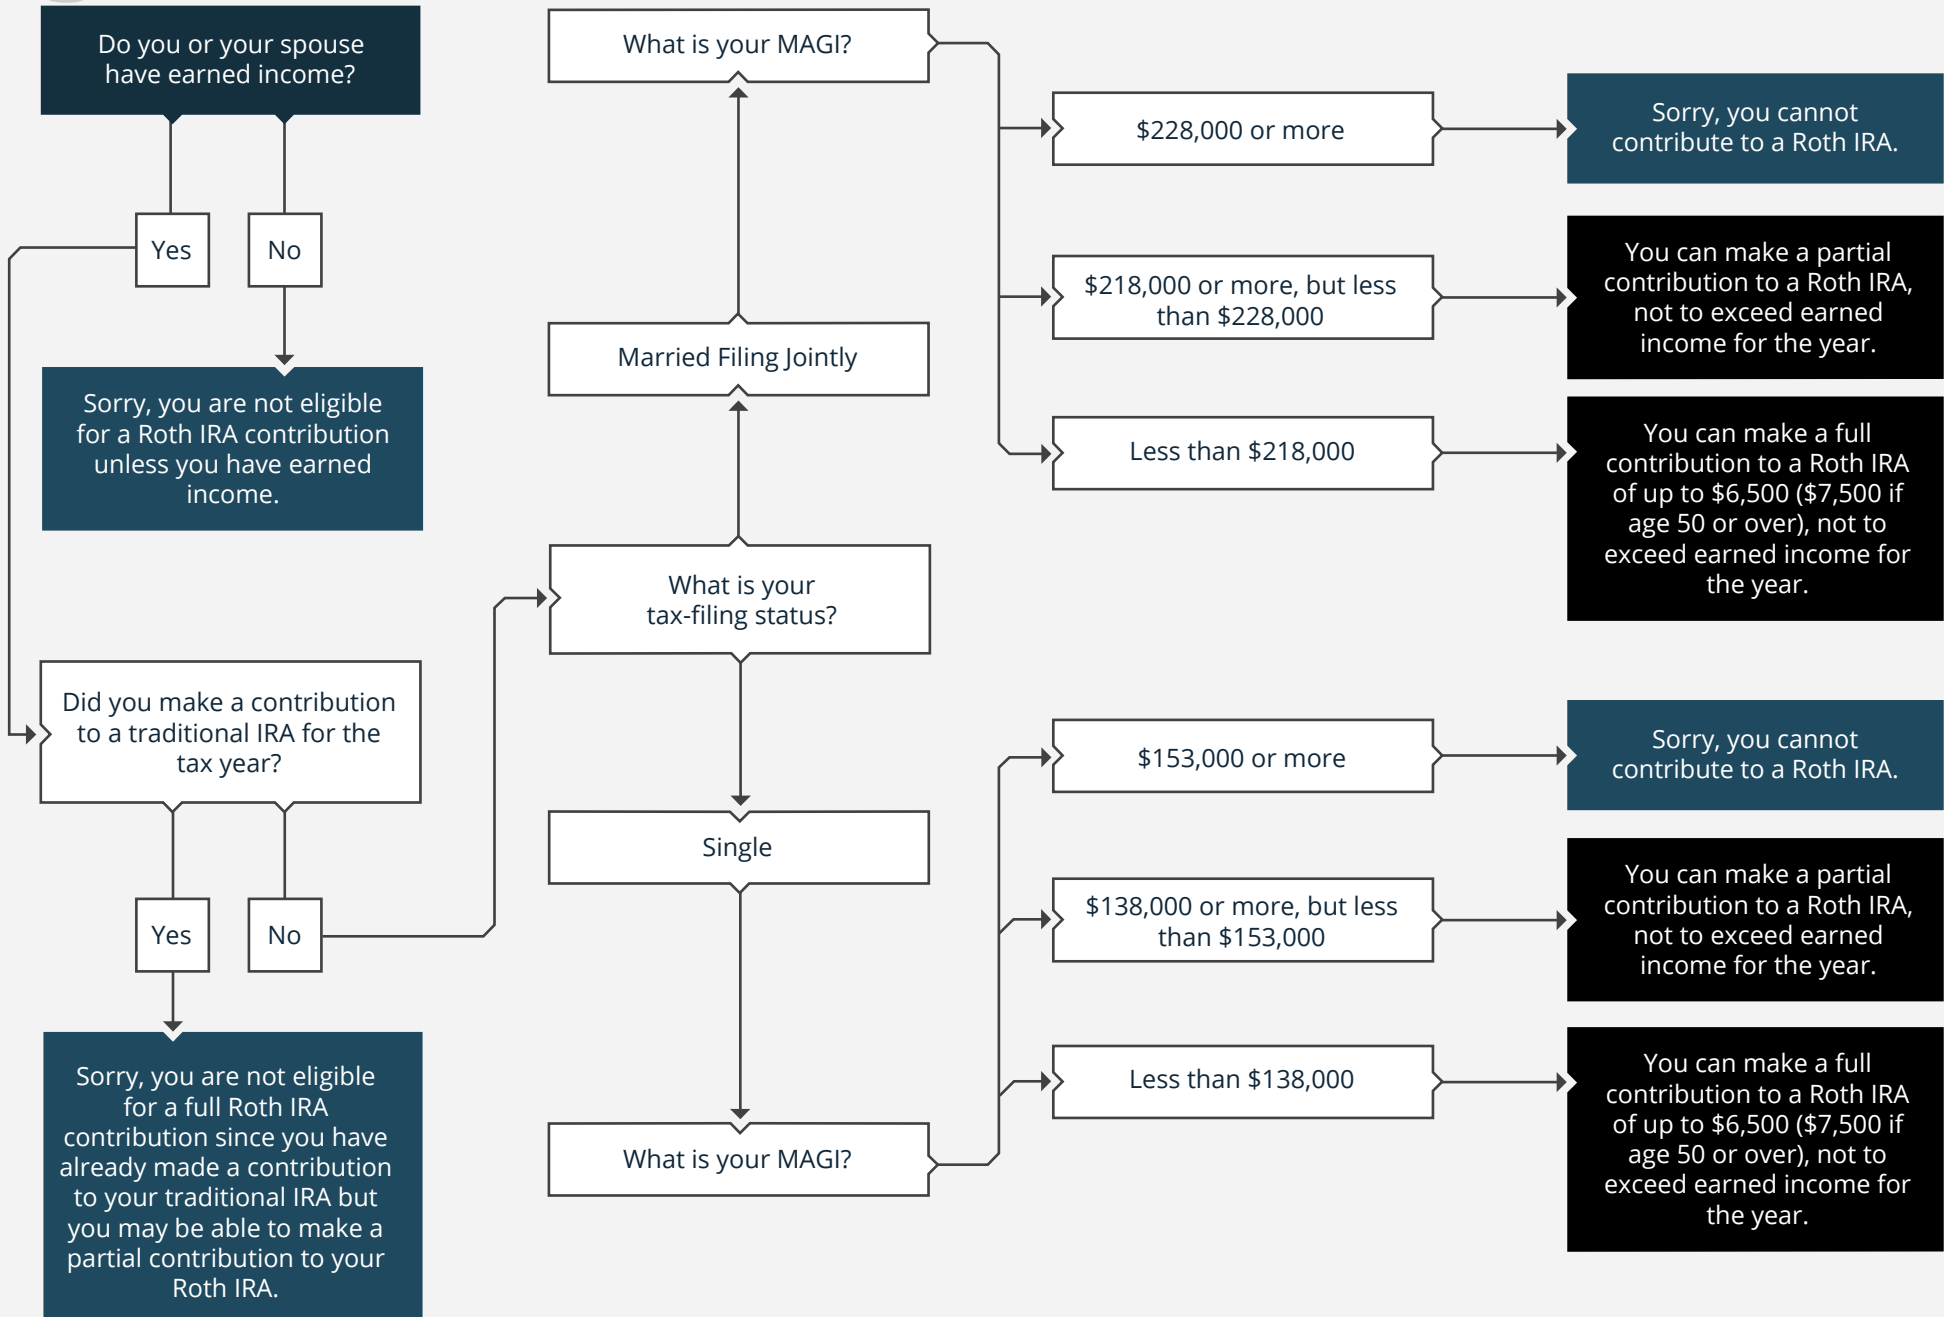 Do you or your spouse
have earned income?
Yes
No
Sorry, you are not eligible
for a Roth IRA contribution
unless you have earned
income.
Did you make a contribution
to a traditional IRA for the
tax year?
Yes
No
Sorry, you are not eligible
for a full Roth IRA
contribution since you have
already made a contribution
to your traditional IRA but
you may be able to make a
partial contribution to your
Roth IRA.
What is your MAGI?
Married Filing Jointly
What is your
tax-filing status?
Single
What is your MAGI?
$228,000 or more
$218,000 or more, but less
than $228,000
Less than $218,000
$153,000 or more
$138,000 or more, but less
than $153,000
Less than $138,000
Sorry, you cannot
contribute to a Roth IRA.
You can make a partial
contribution to a Roth IRA,
not to exceed earned
income for the year.
You can make a full
contribution to a Roth IRA
of up to $6,500 ($7,500 if
age 50 or over), not to
exceed earned income for
the year.
Sorry, you cannot
contribute to a Roth IRA.
You can make a partial
contribution to a Roth IRA,
not to exceed earned
income for the year.
You can make a full
contribution to a Roth IRA
of up to $6,500 ($7,500 if
age 50 or over), not to
exceed earned income for
the year.